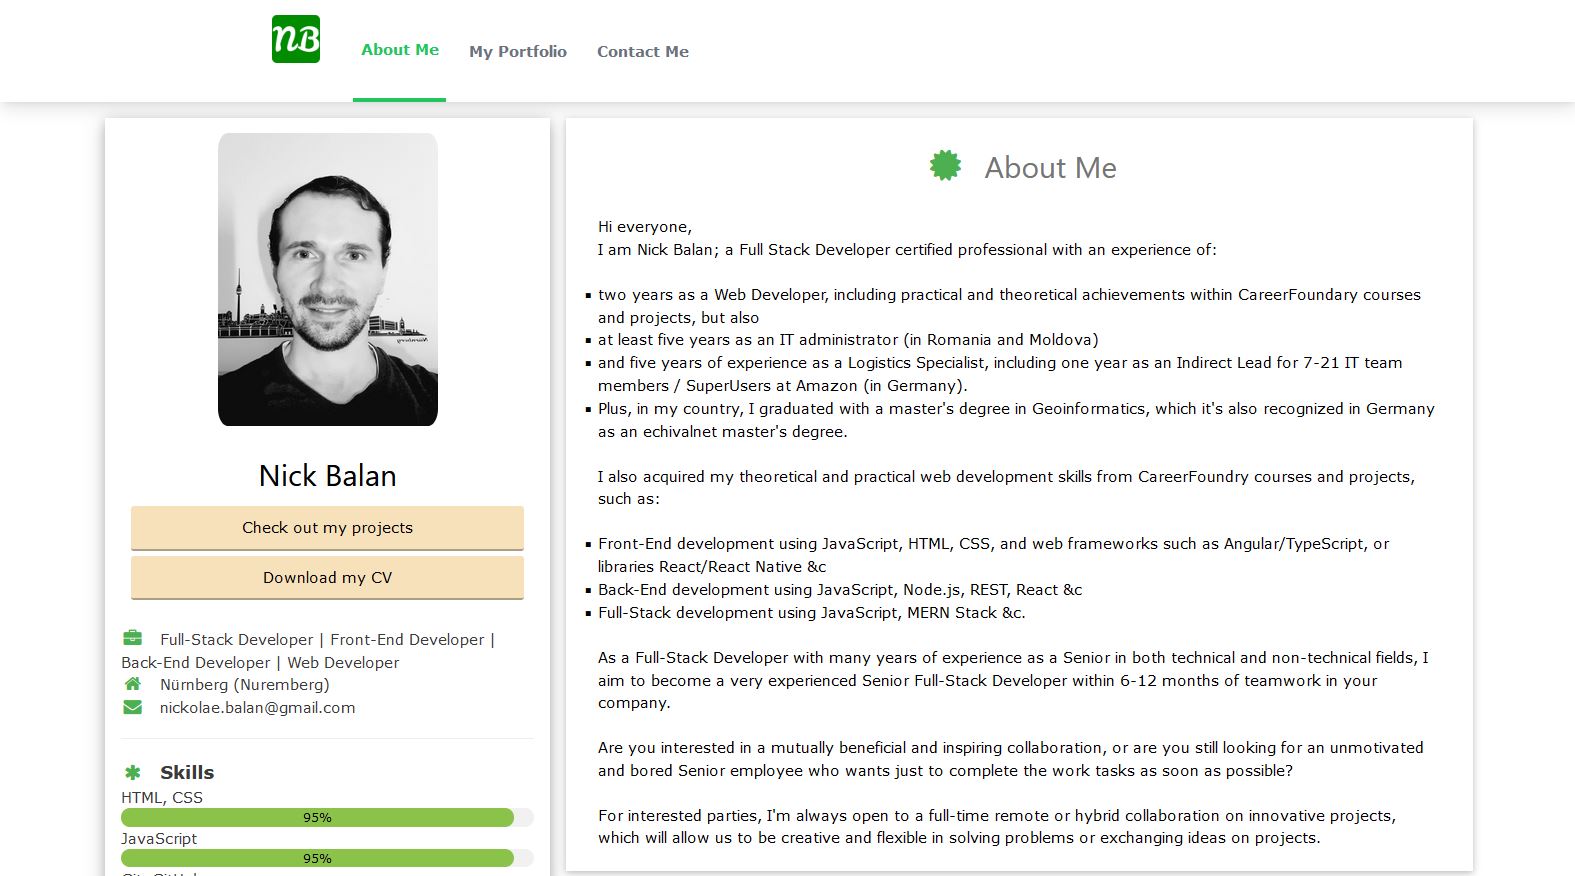 NB
About Me
My Portfolio
Contact Me
Nürnberg
Nick Balan
Check out my projects
Download my CV
Full-Stack Developer | Front-End Developer |
Back-End Developer | Web Developer
Nürnberg (Nuremberg)
nickolae.balan@gmail.com
Skills
HTML, CSS
95%
JavaScript
95%
About Me
Hi everyone,
I am Nick Balan; a Full Stack Developer certified professional with an experience of:
two years as a Web Developer, including practical and theoretical achievements within CareerFoundary courses
and projects, but also
at least five years as an IT administrator (in Romania and Moldova)
and five years of experience as a Logistics Specialist, including one year as an Indirect Lead for 7-21 IT team
members / SuperUsers at Amazon (in Germany).
Plus, in my country, I graduated with a master's degree in Geoinformatics, which it's also recognized in Germany
as an echivalnet master's degree.
I also acquired my theoretical and practical web development skills from CareerFoundry courses and projects,
such as:
Front-End development using JavaScript, HTML, CSS, and web frameworks such as Angular/TypeScript, or
libraries React/React Native &c
Back-End development using JavaScript, Node.js, REST, React &c
Full-Stack development using JavaScript, MERN Stack &c.
As a Full-Stack Developer with many years of experience as a Senior in both technical and non-technical fields, I
aim to become a very experienced Senior Full-Stack Developer within 6-12 months of teamwork in your
company.
Are you interested in a mutually beneficial and inspiring collaboration, or are you still looking for an unmotivated
and bored Senior employee who wants just to complete the work tasks as soon as possible?
For interested parties, I'm always open to a full-time remote or hybrid collaboration on innovative projects,
which will allow us to be creative and flexible in solving problems or exchanging ideas on projects.